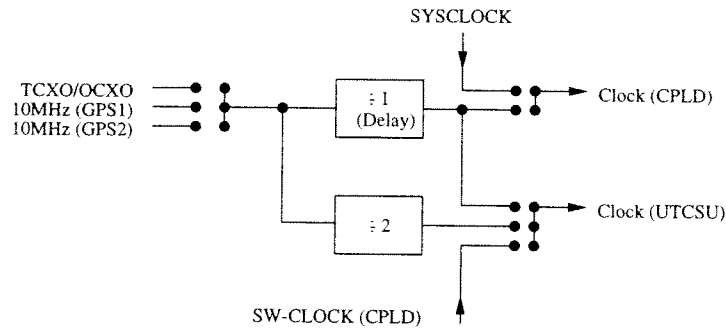 SYSCLOCK
TCXO/OCXO
10MHz (GPS1)
10MHz (GPS2)
÷ 1
(Delay)
Clock (CPLD)
÷ 2
Clock (UTCSU)
SW-CLOCK (CPLD)